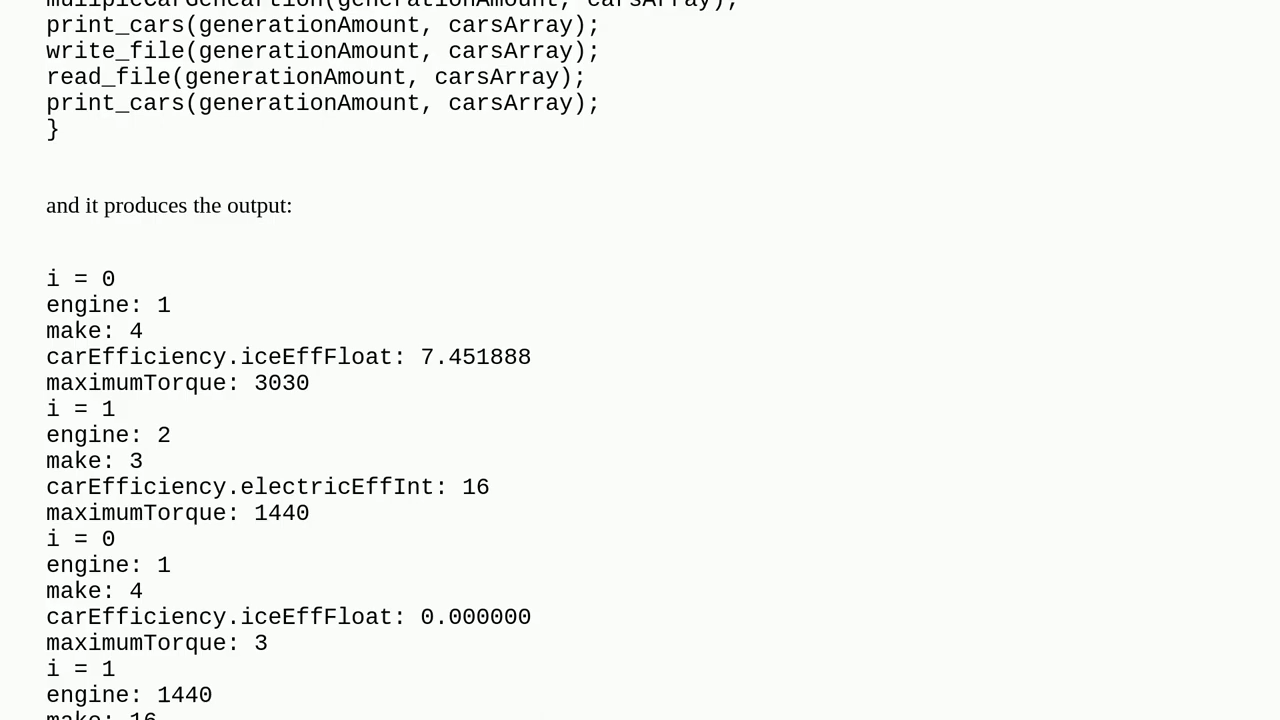 print_cars(generationAmount, carsArray);
write_file(generationAmount, carsArray);
read_file(generationAmount, carsArray);
print_cars(generationAmount, carsArray);
}
and it produces the output:
i = 0
engine: 1
make: 4
carEfficiency.iceEffFloat: 7.451888
maximumTorque: 3030
i = 1
engine: 2
make: 3
carEfficiency.electricEffInt: 16
maximumTorque: 1440
i = 0
engine: 1
make: 4
carEfficiency.iceEffFloat: 0.000000
maximumTorque: 3
i = 1
engine: 1440
make: 16